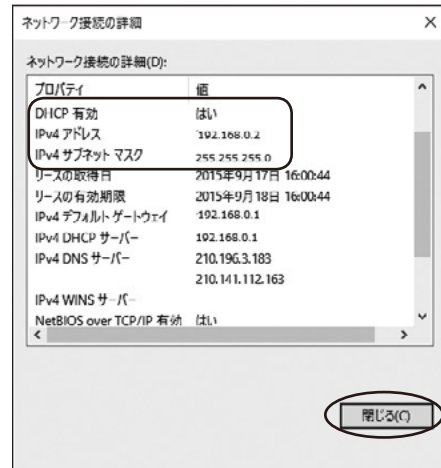 ネットワーク接続の詳細
ネットワーク接続の詳細(D):
プロパティ 値
DHCP 有効 はい
IPv4 アドレス 192.168.0.2
IPv4 サブネット マスク 255.255.255.0
リースの取得日 2015年9月17日 16:00:44
リースの有効期限 2015年9月18日 16:00:44
IPv4 デフォルト ゲートウェイ 192.168.0.1
IPv4 DHCP サーバー 192.168.0.1
IPv4 DNS サーバー 210.196.3.183
210.141.112.163
IPv4 WINS サーバー
NetBIOS over TCP/IP 有効 はい
閉じる(C)